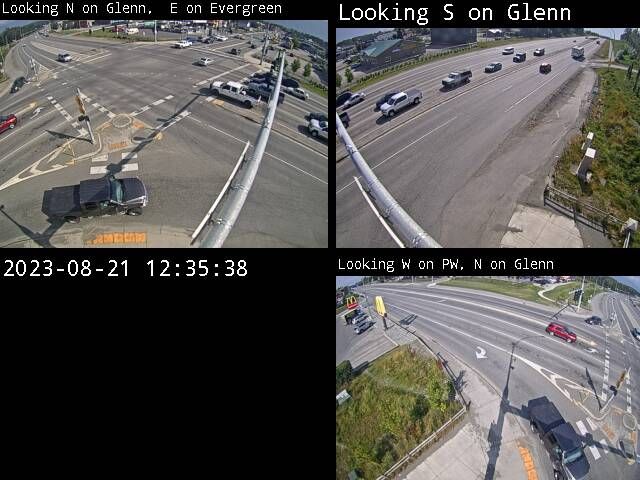 Looking N on Glenn,  E on Evergreen
Looking S on Glenn
2023-08-21 12:35:38
Looking W on PW, N on Glenn